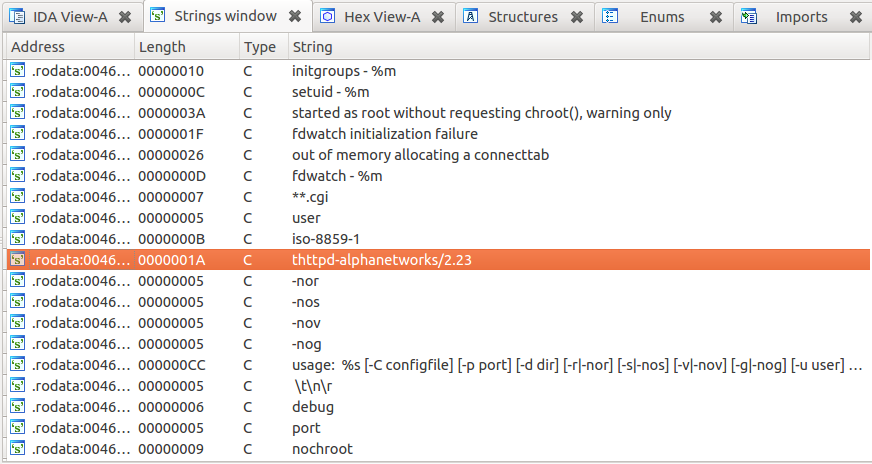 IDA View-A Strings window Hex View-A Structures Enums Imports
Address Length Type String
's' .rodata:0046... 00000010 C initgroups - %m
's' .rodata:0046... 0000000C C setuid - %m
's' .rodata:0046... 0000003A C started as root without requesting chroot(), warning only
's' .rodata:0046... 0000001F C fdwatch initialization failure
's' .rodata:0046... 00000026 C out of memory allocating a connecttab
's' .rodata:0046... 0000000D C fdwatch - %m
's' .rodata:0046... 00000007 C **.cgi
's' .rodata:0046... 00000005 C user
's' .rodata:0046... 0000000B C iso-8859-1
's' .rodata:0046... 0000001A C thttpd-alphanetworks/2.23
's' .rodata:0046... 00000005 C -nor
's' .rodata:0046... 00000005 C -nos
's' .rodata:0046... 00000005 C -nov
's' .rodata:0046... 00000005 C -nog
's' .rodata:0046... 000000CC C usage: %s [-C configfile] [-p port] [-d dir] [-r|-nor] [-s|-nos] [-v|-nov] [-g|-nog] [-u user] ...
's' .rodata:0046... 00000005 C \t\n\r
's' .rodata:0046... 00000006 C debug
's' .rodata:0046... 00000005 C port
's' .rodata:0046... 00000009 C nochroot